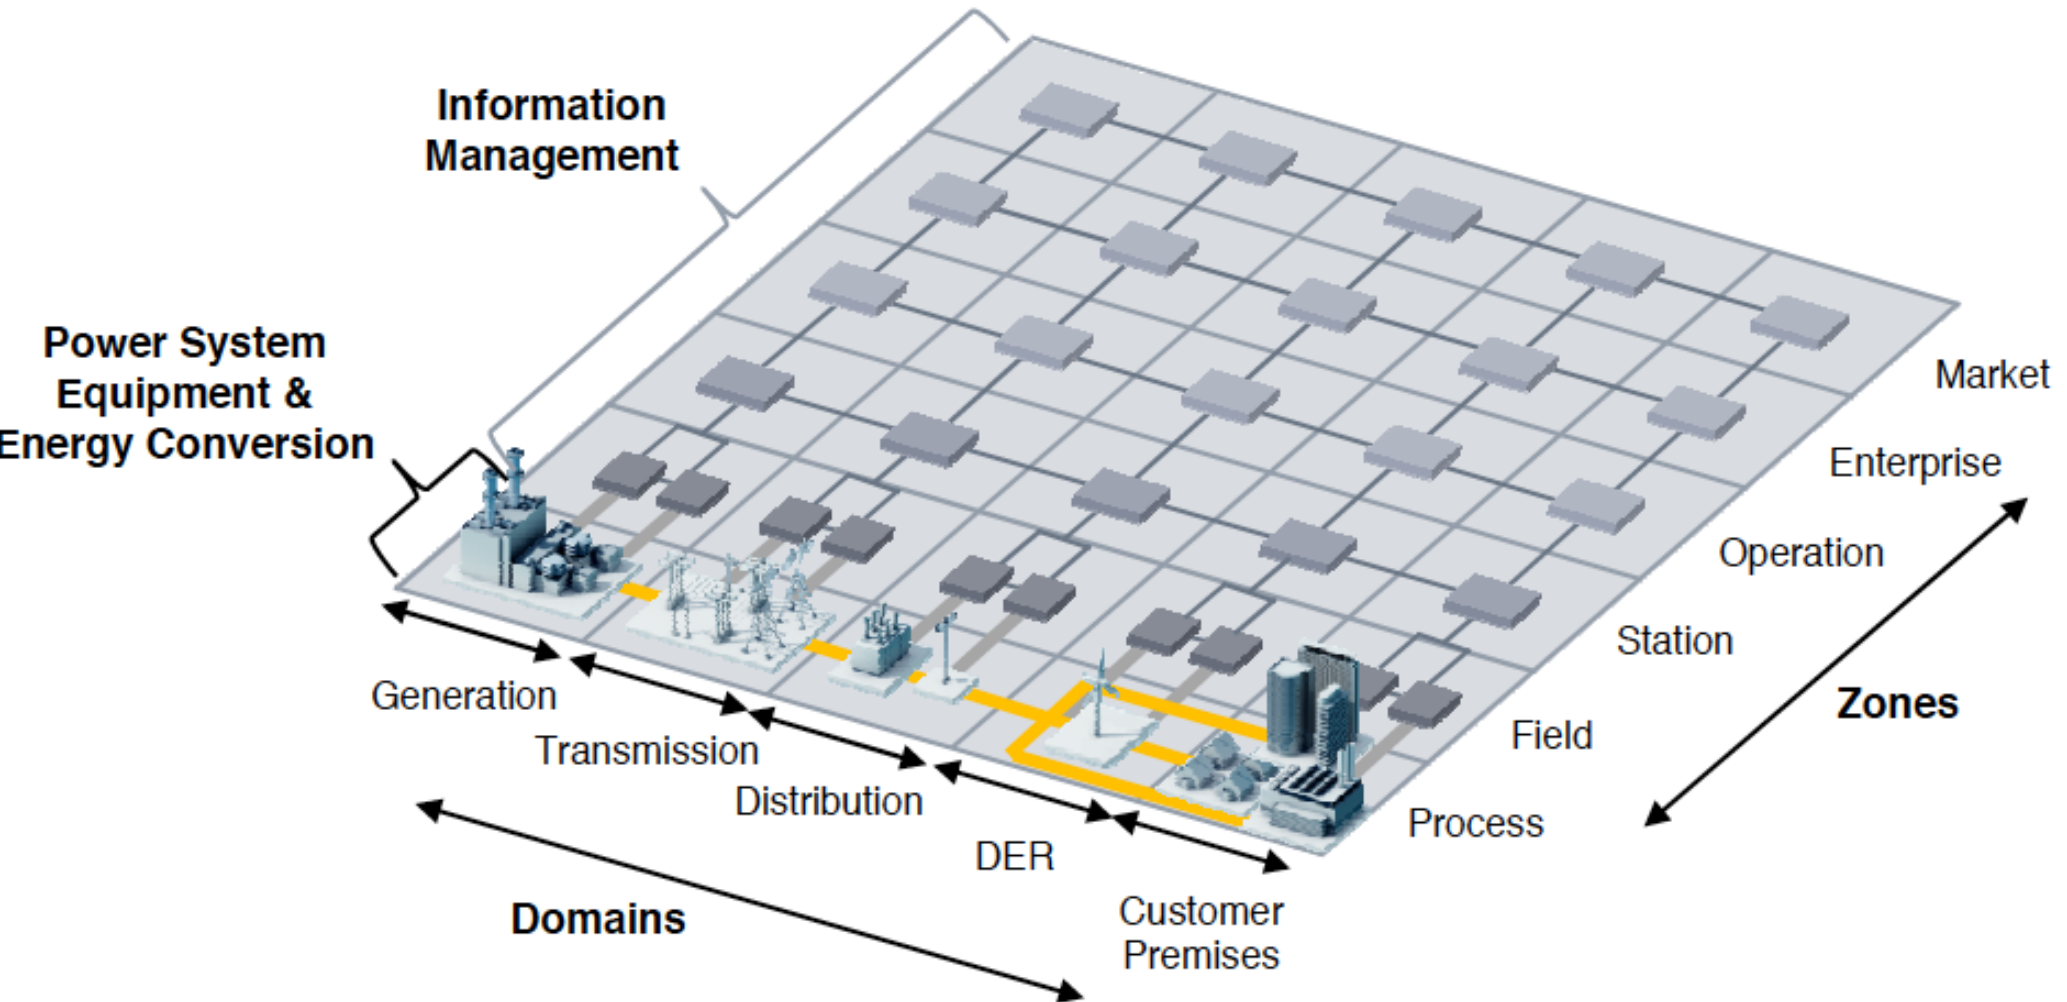 Information
Management
Power System
Equipment &
Energy Conversion
Market
Enterprise
Operation
Station
Zones
Field
Process
Generation
Transmission
Distribution
DER
Customer
Premises
Domains